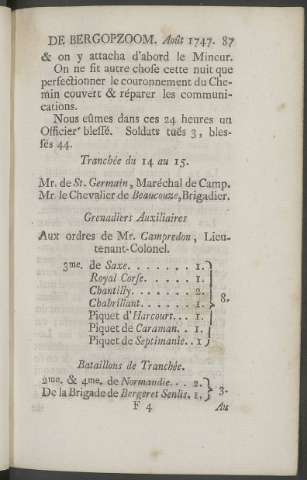 DE BERGOPZOOM. Août 1747. 87
& on y attacha d'abord le Mineur.
On ne fit autre chose cette nuit que
perfectionner le couronnement du Che-
min couvert & réparer les communi-
cations.
Nous eûmes dans ces 24 heures un
Officier blessé. Soldats tués 3, bles-
sés 44.
Tranchée du 14 au 15.
Mr. de St. Germain, Maréchal de Camp.
Mr. le Chevalier de Beaucouze, Brigadier.
Grenadiers Auxiliaires
Aux ordres de Mr. Campredon, Lieu-
tenant-Colonel.
3me. de Saxe. . . . . . . 1.
Royal Corse. . . . . . 1.
Chantilly. . . . . . . 2.
Chabrillant. . . . . . 1.
Piquet d'Harcourt. . . 1.
Piquet de Caraman. . 1.
Piquet de Septimanie. . 1
8.
Bataillons de Tranchée.
2me. & 4me. de Normandie. . . 2.
De la Brigade de Bergeret Senlis. 1.
3.
F 4 Au